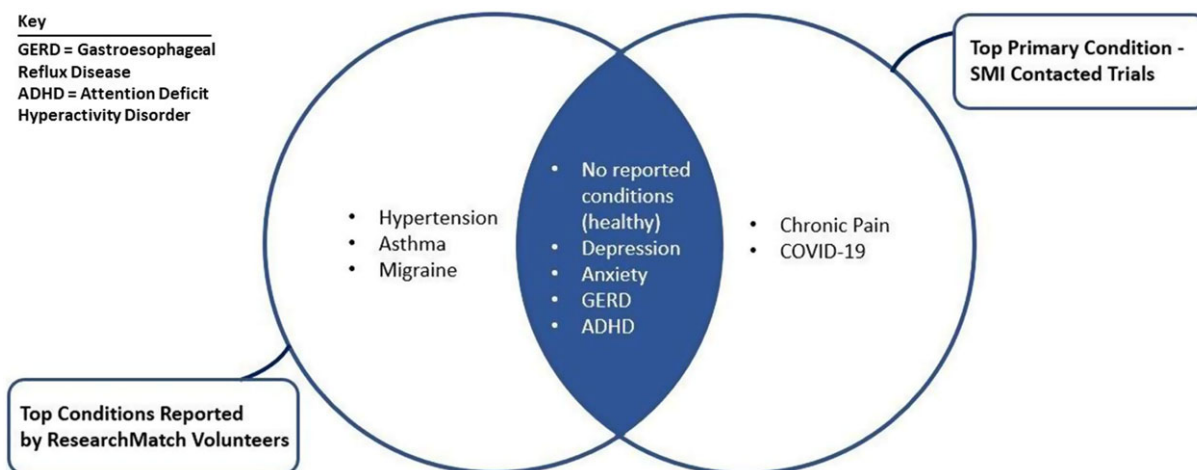 Key
GERD = Gastroesophageal
Reflux Disease
ADHD = Attention Deficit
Hyperactivity Disorder
Top Primary Condition -
SMI Contacted Trials
• Hypertension
• Asthma
• Migraine
• No reported
conditions
(healthy)
• Depression
• Anxiety
• GERD
• ADHD
• Chronic Pain
• COVID-19
Top Conditions Reported
by ResearchMatch Volunteers